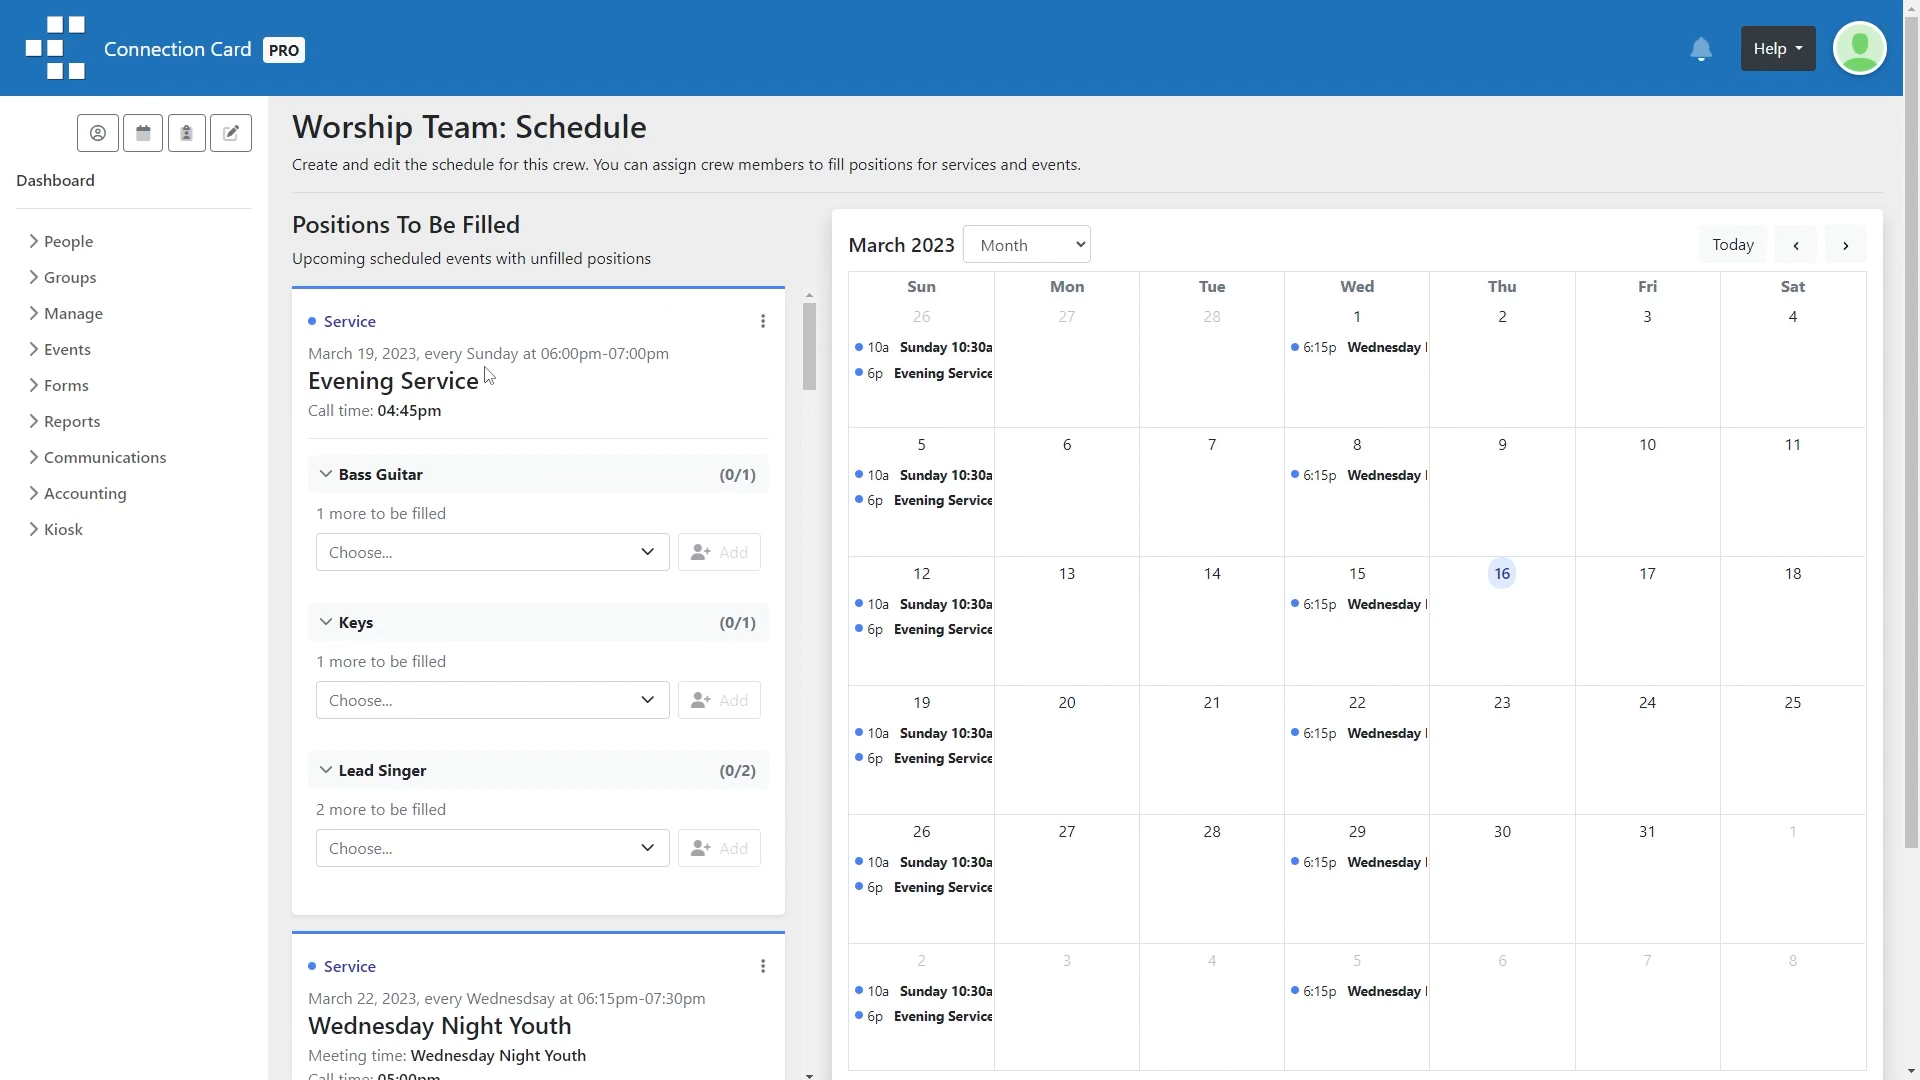 Connection Card PRO
Help
Dashboard
People
Groups
Manage
Events
Forms
Reports
Communications
Accounting
Kiosk
Worship Team: Schedule
Create and edit the schedule for this crew. You can assign crew members to fill positions for services and events.
Positions To Be Filled
Upcoming scheduled events with unfilled positions
Service
March 19, 2023, every Sunday at 06:00pm-07:00pm
Evening Service
Call time: 04:45pm
Bass Guitar (0/1)
1 more to be filled
Choose... Add
Keys (0/1)
1 more to be filled
Choose... Add
Lead Singer (0/2)
2 more to be filled
Choose... Add
Service
March 22, 2023, every Wednesdsay at 06:15pm-07:30pm
Wednesday Night Youth
Meeting time: Wednesday Night Youth
Call time: 05:00pm
March 2023 Month Today ‹ ›
Sun Mon Tue Wed Thu Fri Sat
26 27 28 1 2 3 4
10a Sunday 10:30a 6:15p Wednesday
6p Evening Service
5 6 7 8 9 10 11
10a Sunday 10:30a 6:15p Wednesday
6p Evening Service
12 13 14 15 16 17 18
10a Sunday 10:30a 6:15p Wednesday
6p Evening Service
19 20 21 22 23 24 25
10a Sunday 10:30a 6:15p Wednesday
6p Evening Service
26 27 28 29 30 31 1
10a Sunday 10:30a 6:15p Wednesday
6p Evening Service
2 3 4 5 6 7 8
10a Sunday 10:30a 6:15p Wednesday
6p Evening Service